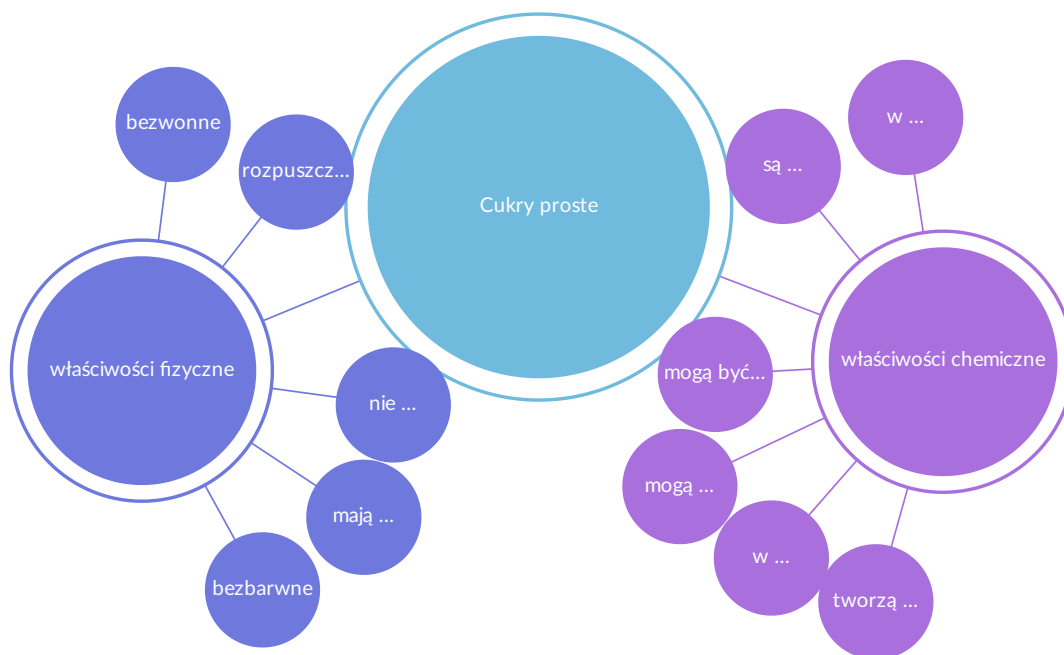 Cukry proste
właściwości fizyczne
bezwonne
rozpuszcz...
nie ...
mają ...
bezbarwne
właściwości chemiczne
w ...
są ...
mogą być...
mogą ...
w ...
tworzą ...